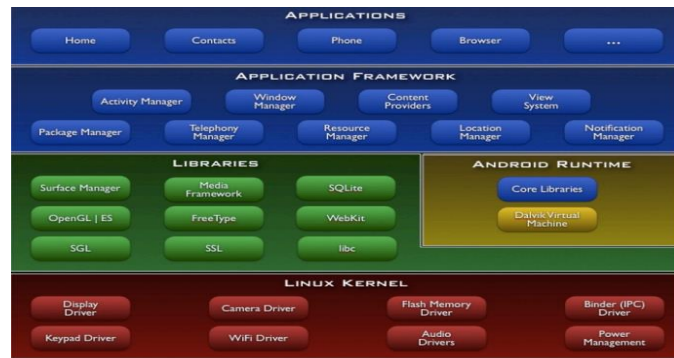 APPLICATIONS
Home Contacts Phone Browser ...
APPLICATION FRAMEWORK
Activity Manager Window Manager Content Providers View System
Package Manager Telephony Manager Resource Manager Location Manager Notification Manager
LIBRARIES
Surface Manager Media Framework SQLite
OpenGL | ES FreeType WebKit
SGL SSL libc
ANDROID RUNTIME
Core Libraries
Dalvik Virtual Machine
LINUX KERNEL
Display Driver Camera Driver Flash Memory Driver Binder (IPC) Driver
Keypad Driver WiFi Driver Audio Drivers Power Management